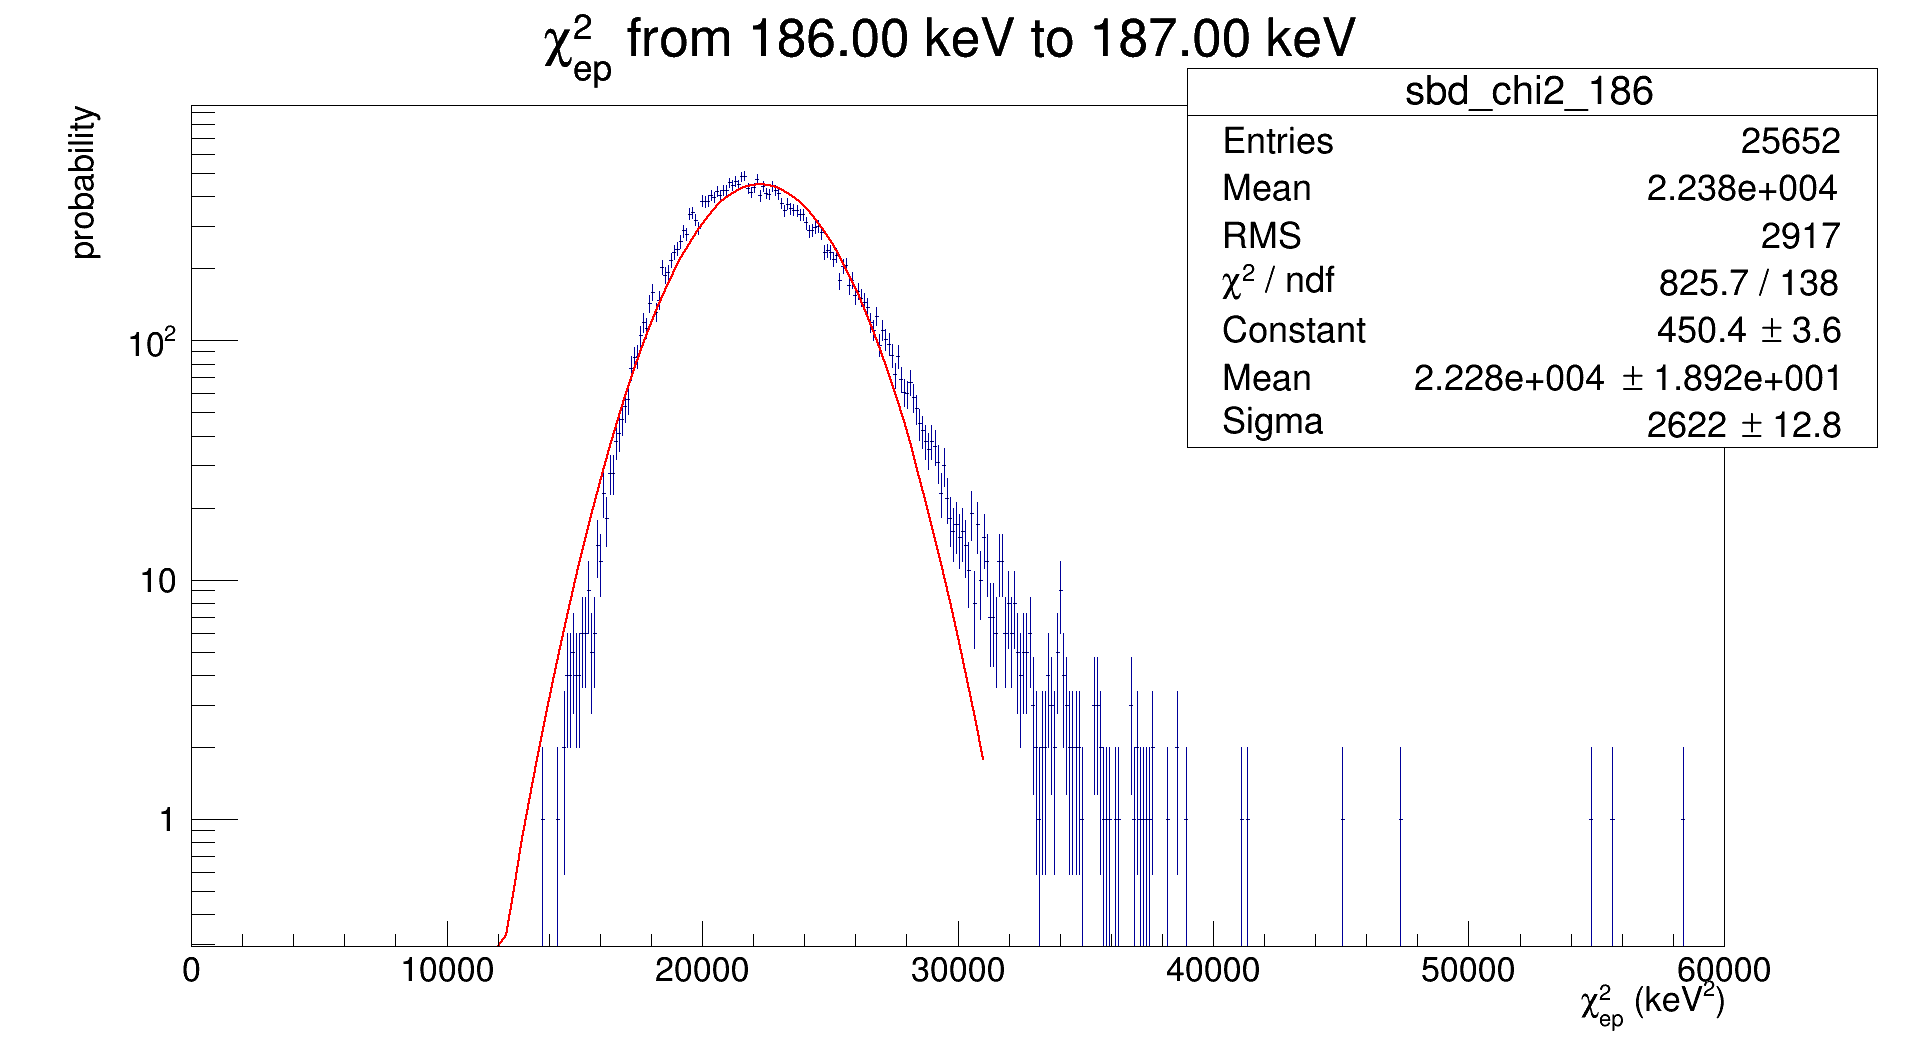 χ²ep from 186.00 keV to 187.00 keV
sbd_chi2_186
Entries 25652
Mean 2.238e+004
RMS 2917
χ² / ndf 825.7 / 138
Constant 450.4 ± 3.6
Mean 2.228e+004 ± 1.892e+001
Sigma 2622 ± 12.8
probability
10²
10
1
0 10000 20000 30000 40000 50000 60000
χ²ep (keV²)